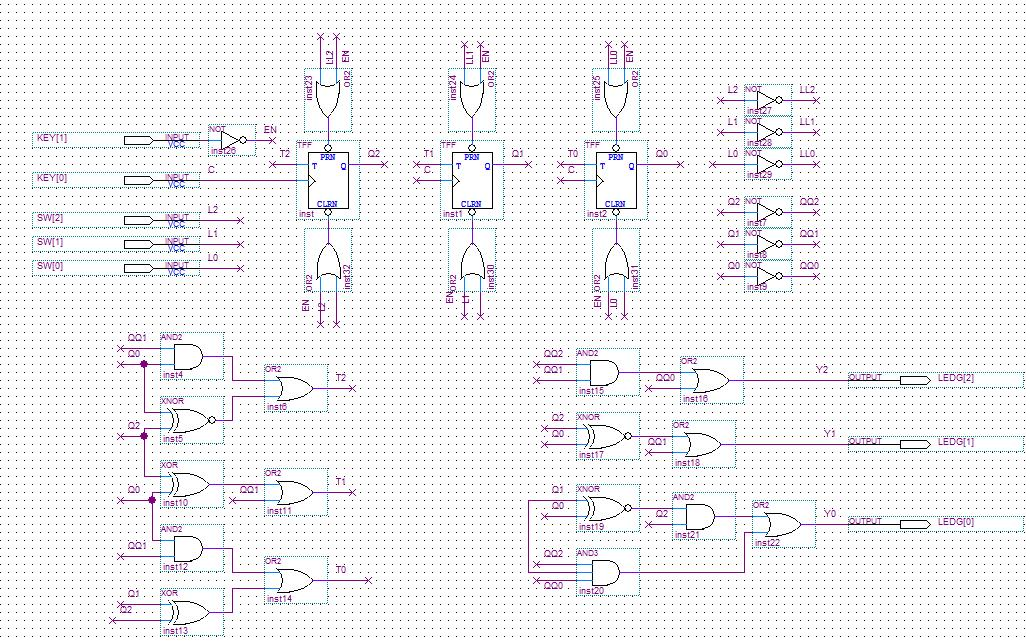 LL2
EN
inst23
OR2
LL1
EN
inst24
OR2
LL0
EN
inst25
OR2
L2
NOT
LL2
inst27
L1
NOT
LL1
inst28
L0
NOT
LL0
inst29
KEY[1]
INPUT
VCC
NOT
EN
inst26
KEY[0]
INPUT
VCC
C
T2
TFF
PRN
T
Q
CLRN
inst
Q2
T1
C
TFF
PRN
T
Q
CLRN
inst1
Q1
T0
C
TFF
PRN
T
Q
CLRN
inst2
Q0
SW[2]
INPUT
VCC
L2
SW[1]
INPUT
VCC
L1
SW[0]
INPUT
VCC
L0
Q2
NOT
QQ2
inst7
Q1
NOT
QQ1
inst8
Q0
NOT
QQ0
inst9
OR2
inst32
EN
L2
OR2
inst30
EN
L1
OR2
inst31
EN
LL0
QQ1
Q0
AND2
inst4
OR2
inst6
T2
XNOR
inst5
Q2
XOR
inst10
Q0
QQ1
OR2
inst11
T1
AND2
inst12
QQ1
OR2
inst14
T0
Q1
Q2
XOR
inst13
QQ2
QQ1
AND2
inst15
QQ0
OR2
inst16
Y2
OUTPUT
LEDG[2]
Q2
Q0
XNOR
inst17
QQ1
OR2
inst18
Y1
OUTPUT
LEDG[1]
Q1
Q0
XNOR
inst19
Q2
AND2
inst21
OR2
inst22
Y0
OUTPUT
LEDG[0]
QQ2
QQ0
AND3
inst20